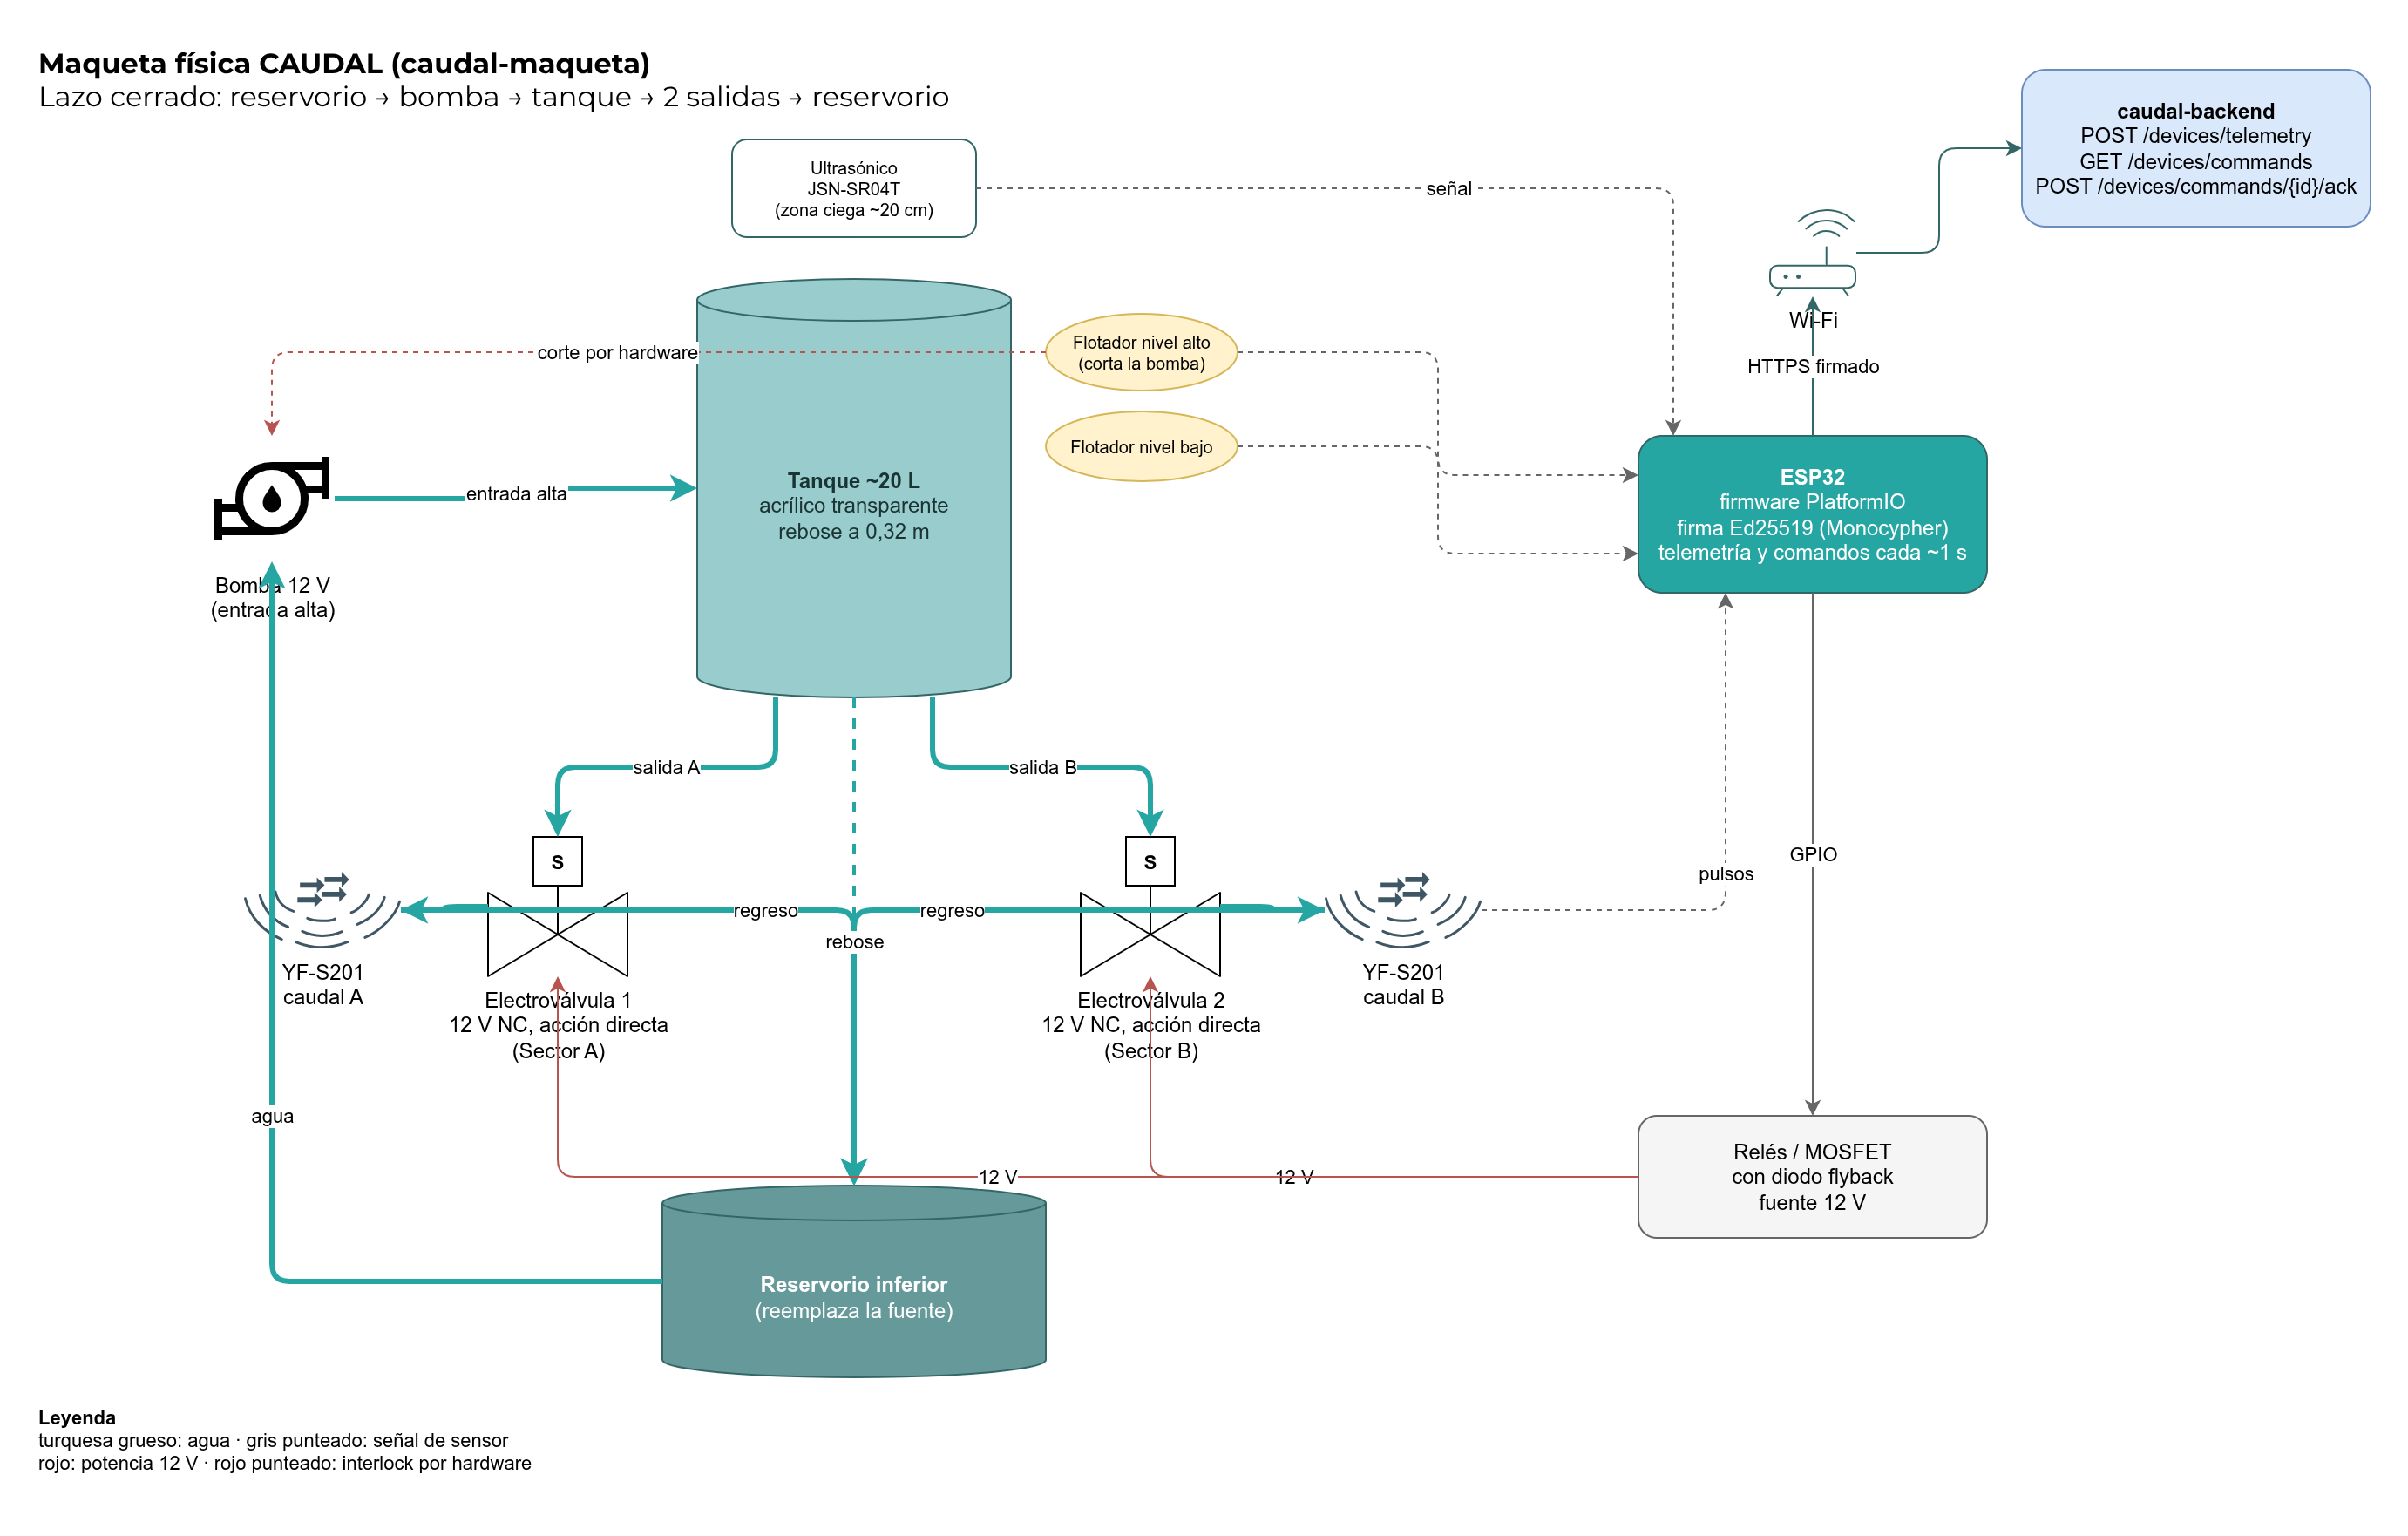 Maqueta física CAUDAL (caudal-maqueta)
Lazo cerrado: reservorio → bomba → tanque → 2 salidas → reservorio
caudal-backend
POST /devices/telemetry
GET /devices/commands
POST /devices/commands/{id}/ack
Ultrasónico
JSN-SR04T
(zona ciega ~20 cm)
señal
Wi-Fi
HTTPS firmado
corte por hardware
Flotador nivel alto
(corta la bomba)
Flotador nivel bajo
entrada alta
Tanque ~20 L
acrílico transparente
rebose a 0,32 m
ESP32
firmware PlatformIO
firma Ed25519 (Monocypher)
telemetría y comandos cada ~1 s
Bomba 12 V
(entrada alta)
salida A
salida B
S
S
GPIO
pulsos
regreso
regreso
rebose
YF-S201
caudal A
Electroválvula 1
12 V NC, acción directa
(Sector A)
Electroválvula 2
12 V NC, acción directa
(Sector B)
YF-S201
caudal B
agua
12 V
12 V
Relés / MOSFET
con diodo flyback
fuente 12 V
Reservorio inferior
(reemplaza la fuente)
Leyenda
turquesa grueso: agua · gris punteado: señal de sensor
rojo: potencia 12 V · rojo punteado: interlock por hardware